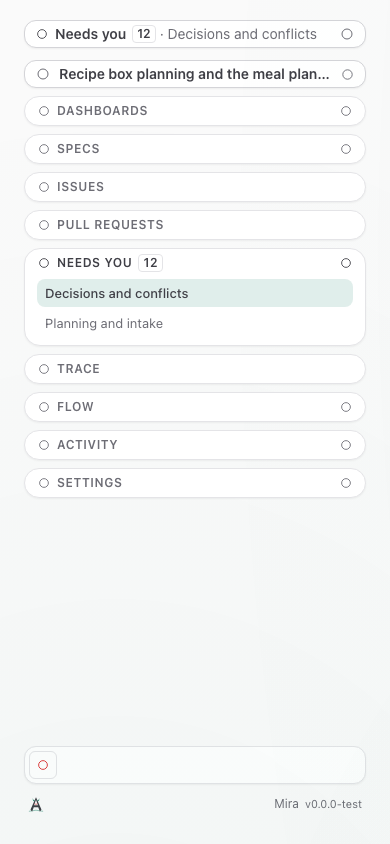 Needs you 12 · Decisions and conflicts
Recipe box planning and the meal plan...
DASHBOARDS
SPECS
ISSUES
PULL REQUESTS
NEEDS YOU 12
Decisions and conflicts
Planning and intake
TRACE
FLOW
ACTIVITY
SETTINGS
Mira v0.0.0-test